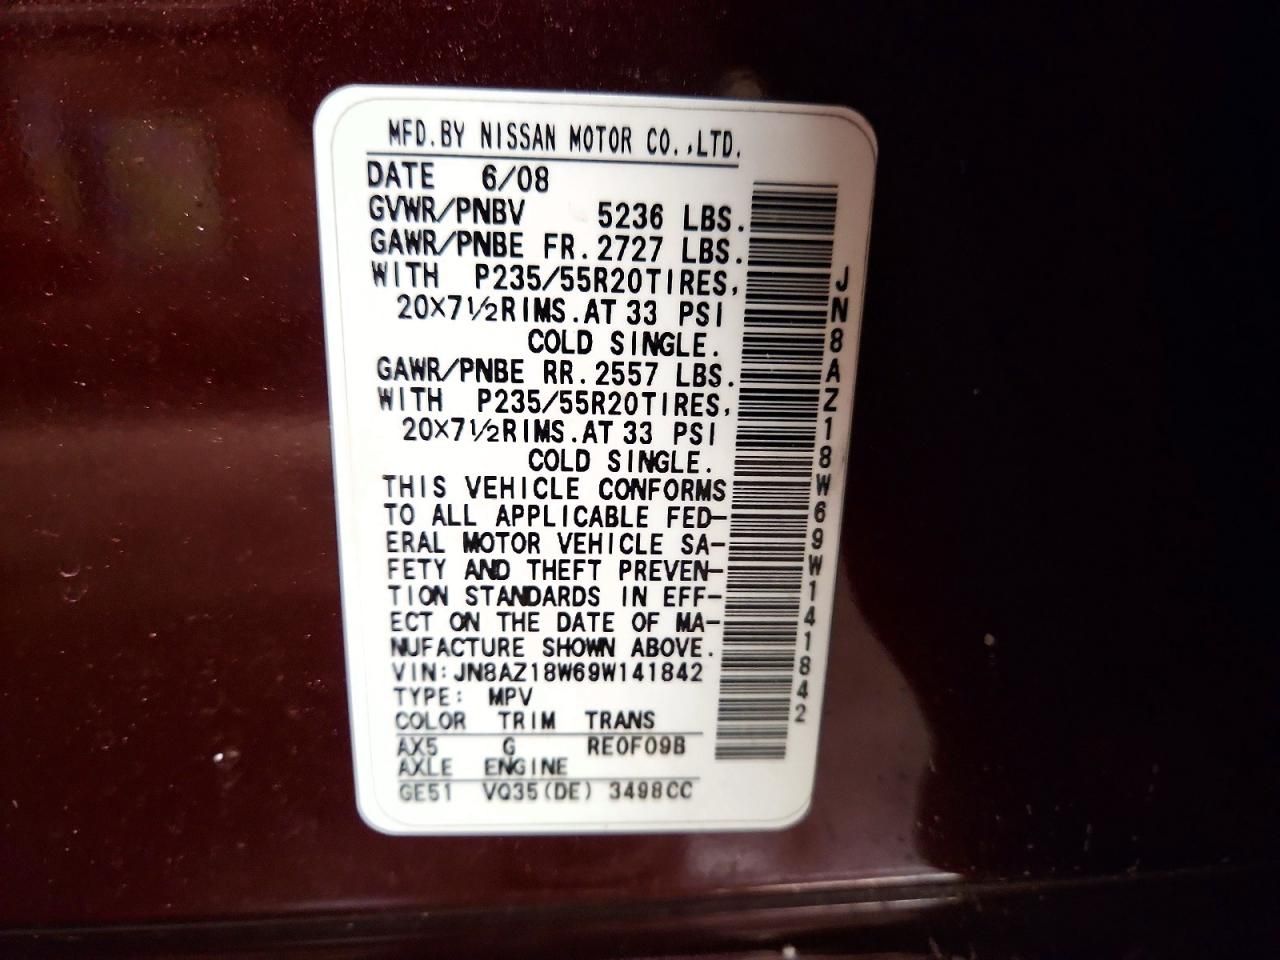 MFD.BY NISSAN MOTOR CO.,LTD.
DATE 6/08
GVWR/PNBV 5236 LBS.
GAWR/PNBE FR.2727 LBS.
WITH P235/55R20TIRES,
20×7½RIMS.AT 33 PSI
COLD SINGLE.
GAWR/PNBE RR.2557 LBS.
WITH P235/55R20TIRES,
20×7½RIMS.AT 33 PSI
COLD SINGLE.
THIS VEHICLE CONFORMS
TO ALL APPLICABLE FED-
ERAL MOTOR VEHICLE SA-
FETY AND THEFT PREVEN-
TION STANDARDS IN EFF-
ECT ON THE DATE OF MA-
NUFACTURE SHOWN ABOVE.
VIN:JN8AZ18W69W141842
TYPE: MPV
COLOR TRIM TRANS
AX5 G RE0F09B
AXLE ENGINE
GE51 VQ35(DE) 3498CC
JN8AZ18W69W141842